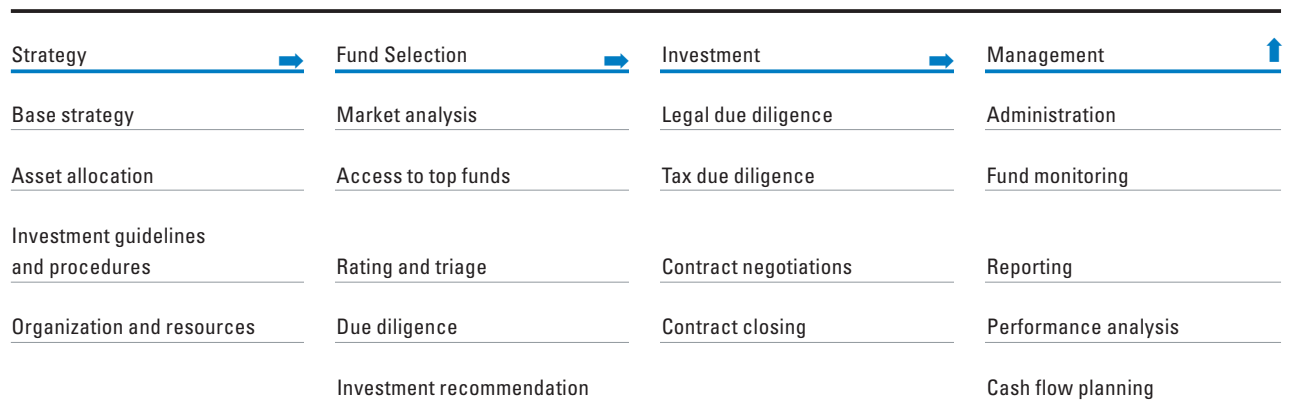 Strategy
Fund Selection
Investment
Management
Base strategy
Market analysis
Legal due diligence
Administration
Asset allocation
Access to top funds
Tax due diligence
Fund monitoring
Investment guidelines
and procedures
Rating and triage
Contract negotiations
Reporting
Organization and resources
Due diligence
Contract closing
Performance analysis
Investment recommendation
Cash flow planning